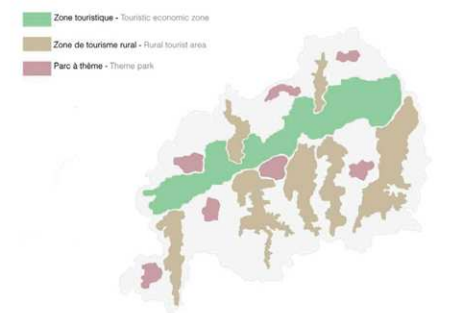 Zone touristique - Touristic economic zone
Zone de tourisme rural - Rural tourist area
Parc à thème - Theme park